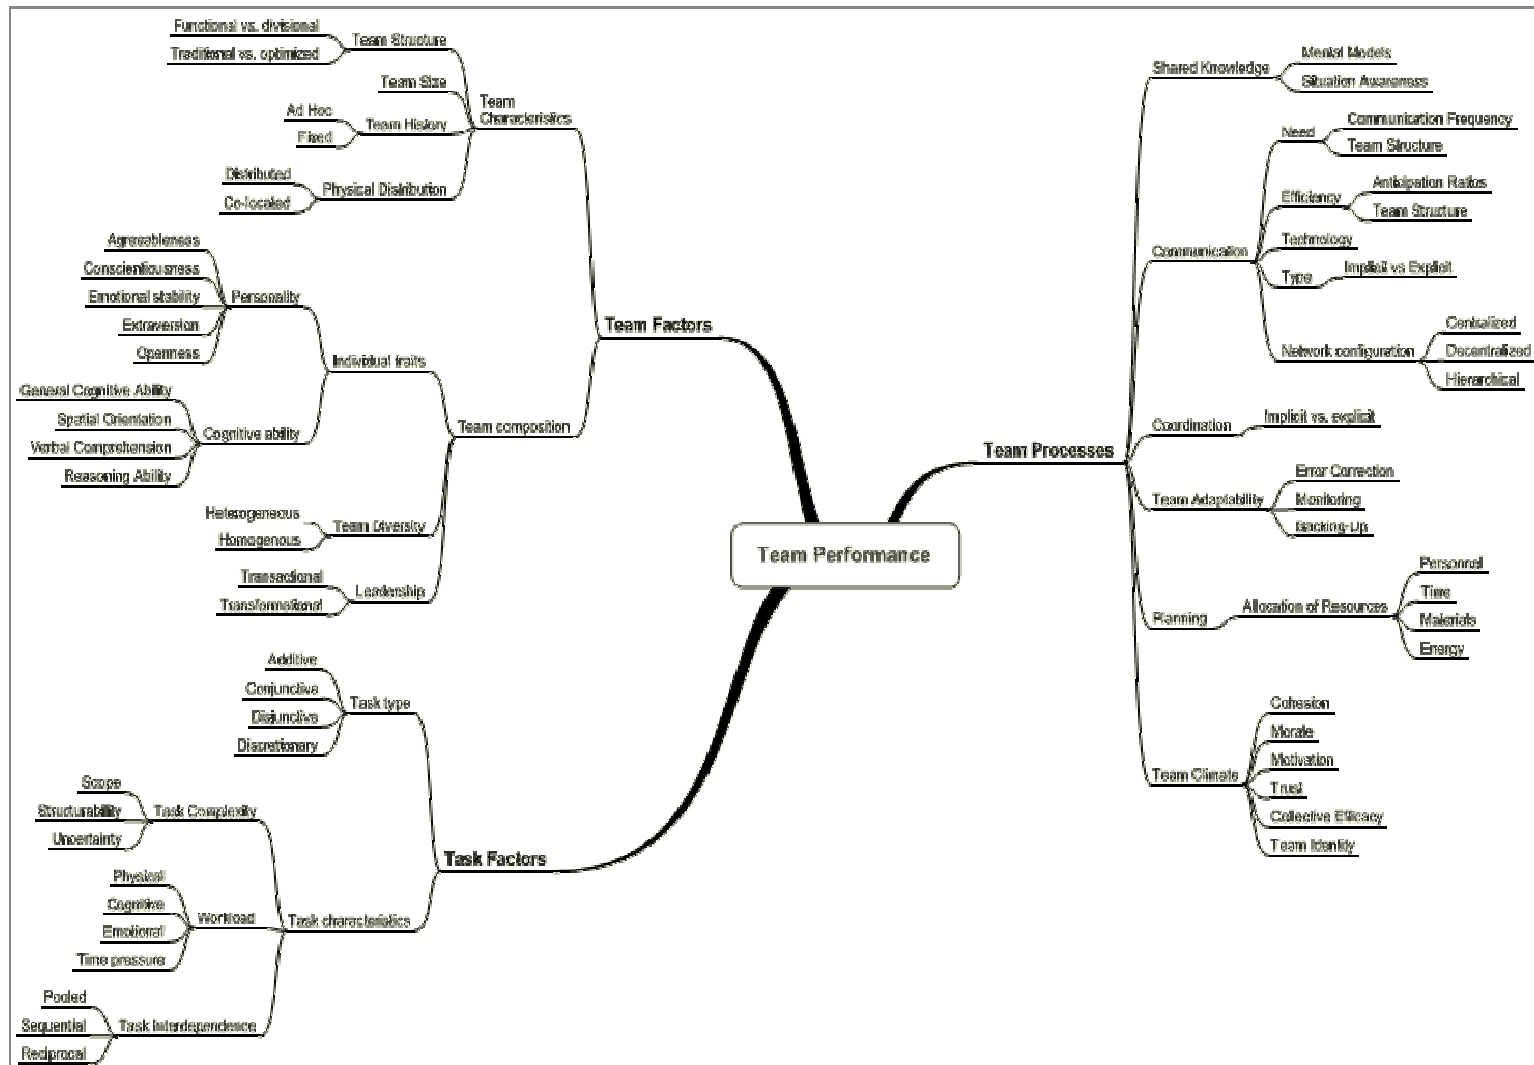 Functional vs. divisional
Traditional vs. optimized
Team Structure
Team Size
Ad Hoc
Fixed
Team History
Distributed
Co-located
Physical Distribution
Team
Characteristics
Agreeableness
Conscientiousness
Emotional stability
Extraversion
Openness
Personality
General Cognitive Ability
Spatial Orientation
Verbal Comprehension
Reasoning Ability
Cognitive ability
Individual traits
Heterogeneous
Homogenous
Team Diversity
Transactional
Transformational
Leadership
Team composition
Team Factors
Additive
Conjunctive
Disjunctive
Discretionary
Task type
Scope
Structurability
Uncertainty
Task Complexity
Physical
Cognitive
Emotional
Time pressure
Workload
Pooled
Sequential
Reciprocal
Task Interdependence
Task characteristics
Task Factors
Team Performance
Team Processes
Shared Knowledge
Mental Models
Situation Awareness
Communication
Need
Communication Frequency
Team Structure
Efficiency
Anticipation Ratios
Team Structure
Technology
Type
Implicit vs Explicit
Network configuration
Centralized
Decentralized
Hierarchical
Coordination
Implicit vs. explicit
Team Adaptability
Error Correction
Monitoring
Backing-Up
Planning
Allocation of Resources
Personnel
Time
Materials
Energy
Team Climate
Cohesion
Morale
Motivation
Trust
Collective Efficacy
Team Identity